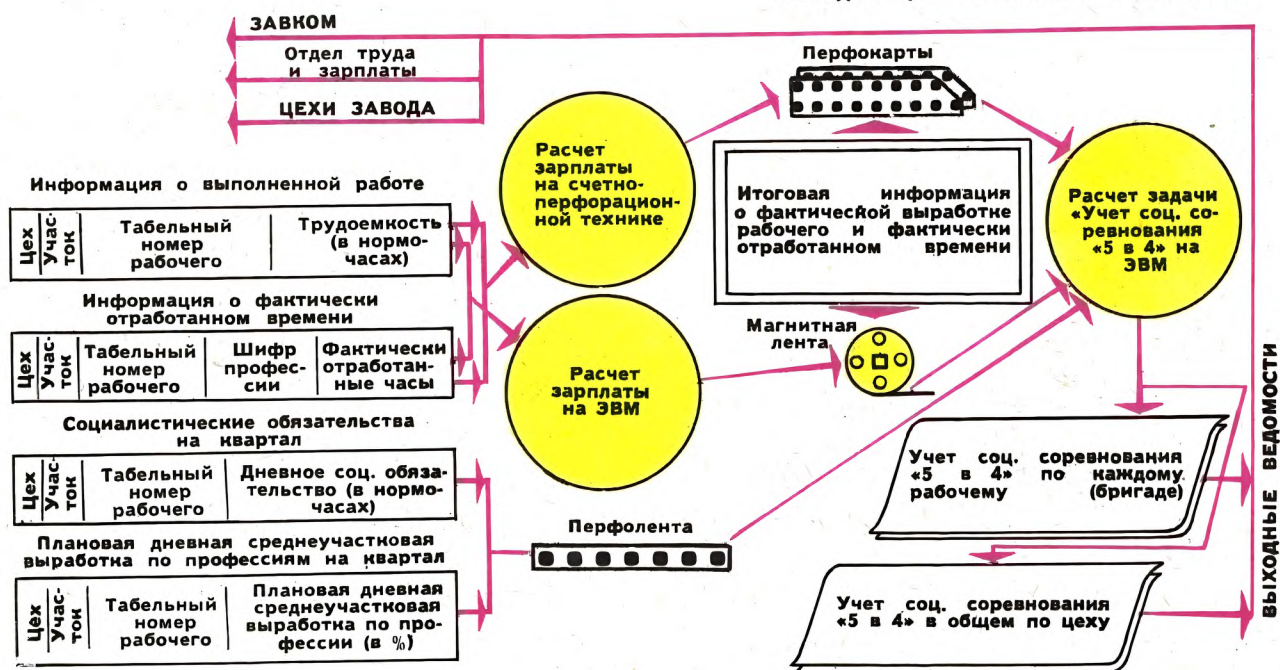 ЗАВКОМ
Отдел труда
и зарплаты
ЦЕХИ ЗАВОДА
Перфокарты
Расчет
зарплаты
на счетно-
перфорацион-
ной технике
Итоговая информация
о фактической выработке
рабочего и фактически
отработанном времени
Расчет задачи
«Учет соц. со-
ревнования
«5 в 4» на
ЭВМ
Информация о выполненной работе
Цех
Учас-
ток
Табельный
номер
рабочего
Трудоемкость
(в нормо-
часах)
Информация о фактически
отработанном времени
Цех
Учас-
ток
Табельный
номер
рабочего
Шифр
профес-
сии
Фактически
отработан-
ные часы
Магнитная
лента
Расчет
зарплаты
на ЭВМ
Социалистические обязательства
на квартал
Цех
Учас-
ток
Табельный
номер
рабочего
Дневное соц. обяза-
тельство (в нормо-
часах)
Перфолента
Плановая дневная среднеучастковая
выработка по профессиям на квартал
Цех
Учас-
ток
Табельный
номер
рабочего
Плановая дневная
среднеучастковая
выработка по про-
фессии (в %)
Учет соц. соревнования
«5 в 4» по каждому
рабочему (бригаде)
Учет соц. соревнования
«5 в 4» в общем по цеху
ВЫХОДНЫЕ ВЕДОМОСТИ